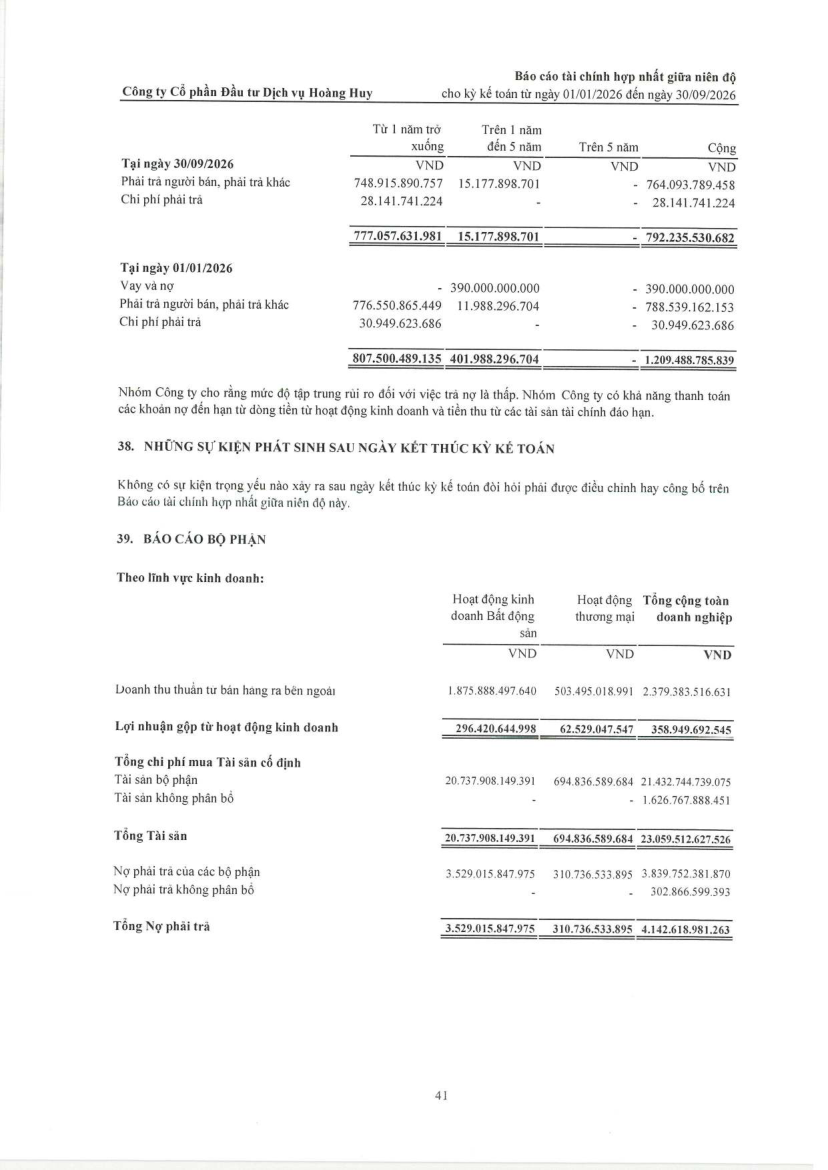 Báo cáo tài chính hợp nhất giữa niên độ
Công ty Cổ phần Đầu tư Dịch vụ Hoàng Huy cho kỳ kế toán từ ngày 01/01/2026 đến ngày 30/09/2026
Từ 1 năm trở xuống Trên 1 năm đến 5 năm Trên 5 năm Cộng
Tại ngày 30/09/2026 VND VND VND VND
Phải trả người bán, phải trả khác 748.915.890.757 15.177.898.701 - 764.093.789.458
Chi phí phải trả 28.141.741.224 - - 28.141.741.224
777.057.631.981 15.177.898.701 - 792.235.530.682
Tại ngày 01/01/2026
Vay và nợ - 390.000.000.000 - 390.000.000.000
Phải trả người bán, phải trả khác 776.550.865.449 11.988.296.704 - 788.539.162.153
Chi phí phải trả 30.949.623.686 - - 30.949.623.686
807.500.489.135 401.988.296.704 - 1.209.488.785.839
Nhóm Công ty cho rằng mức độ tập trung rủi ro đối với việc trả nợ là thấp. Nhóm Công ty có khả năng thanh toán
các khoản nợ đến hạn từ dòng tiền từ hoạt động kinh doanh và tiền thu từ các tài sản tài chính đáo hạn.
38. NHỮNG SỰ KIỆN PHÁT SINH SAU NGÀY KẾT THÚC KỲ KẾ TOÁN
Không có sự kiện trọng yếu nào xảy ra sau ngày kết thúc kỳ kế toán đòi hỏi phải được điều chỉnh hay công bố trên
Báo cáo tài chính hợp nhất giữa niên độ này.
39. BÁO CÁO BỘ PHẬN
Theo lĩnh vực kinh doanh:
Hoạt động kinh doanh Bất động sản Hoạt động thương mại Tổng cộng toàn doanh nghiệp
VND VND VND
Doanh thu thuần từ bán hàng ra bên ngoài 1.875.888.497.640 503.495.018.991 2.379.383.516.631
Lợi nhuận gộp từ hoạt động kinh doanh 296.420.644.998 62.529.047.547 358.949.692.545
Tổng chi phí mua Tài sản cố định
Tài sản bộ phận 20.737.908.149.391 694.836.589.684 21.432.744.739.075
Tài sản không phân bổ - - 1.626.767.888.451
Tổng Tài sản 20.737.908.149.391 694.836.589.684 23.059.512.627.526
Nợ phải trả của các bộ phận 3.529.015.847.975 310.736.533.895 3.839.752.381.870
Nợ phải trả không phân bổ - - 302.866.599.393
Tổng Nợ phải trả 3.529.015.847.975 310.736.533.895 4.142.618.981.263
41